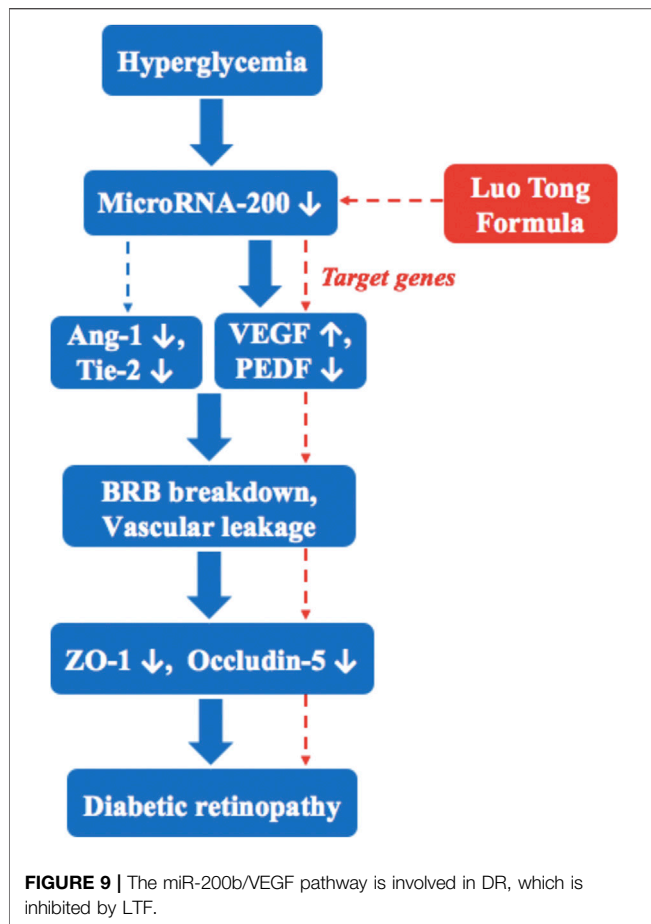 Hyperglycemia
MicroRNA-200 ↓
Luo Tong
Formula
Target genes
Ang-1 ↓,
Tie-2 ↓
VEGF ↑,
PEDF ↓
BRB breakdown,
Vascular leakage
ZO-1 ↓, Occludin-5 ↓
Diabetic retinopathy
FIGURE 9 | The miR-200b/VEGF pathway is involved in DR, which is
inhibited by LTF.